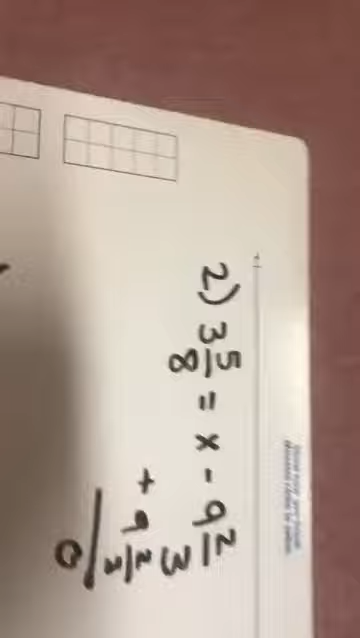 2) 3 5/8 = x - 9 2/3
+ 9 2/3
0